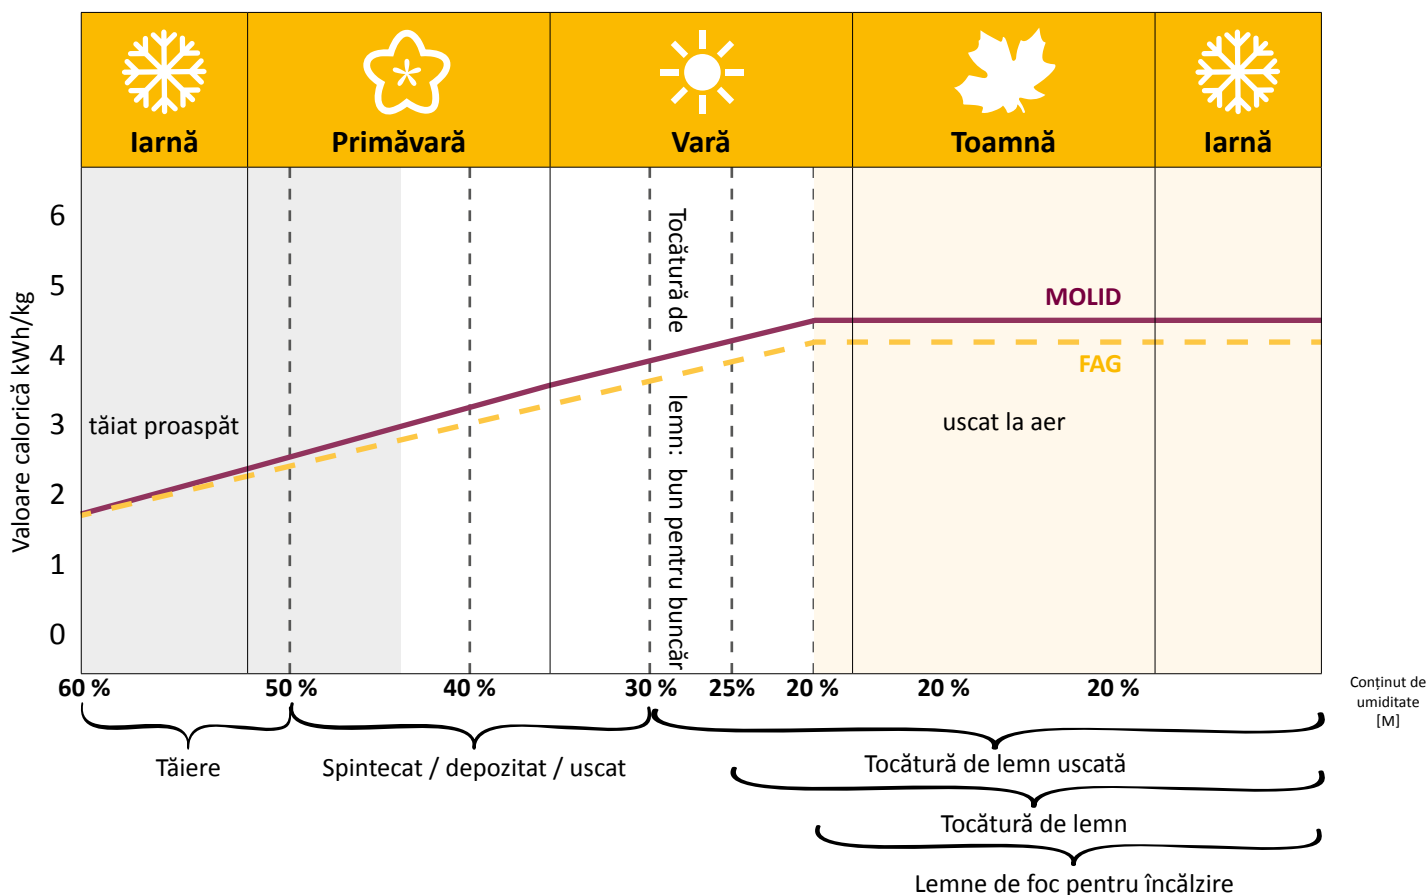 Iarnă
Primăvară
Vară
Toamnă
Iarnă
Valoare calorică kWh/kg
6
5
4
3
2
1
0
tăiat proaspăt
Tocătură de lemn: bun pentru buncăr
MOLID
FAG
uscat la aer
60 %
50 %
40 %
30 %
25%
20 %
20 %
20 %
Conținut de
umiditate
[M]
Tăiere
Spintecat / depozitat / uscat
Tocătură de lemn uscată
Tocătură de lemn
Lemne de foc pentru încălzire